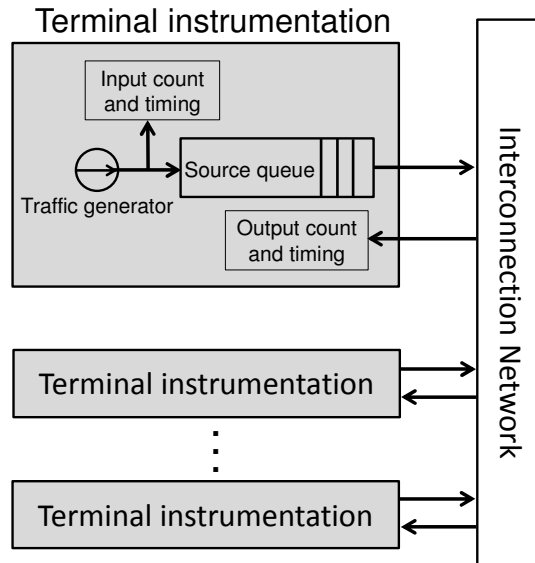 Terminal instrumentation
Input count
and timing
Source queue
Traffic generator
Output count
and timing
Interconnection Network
Terminal instrumentation
Terminal instrumentation